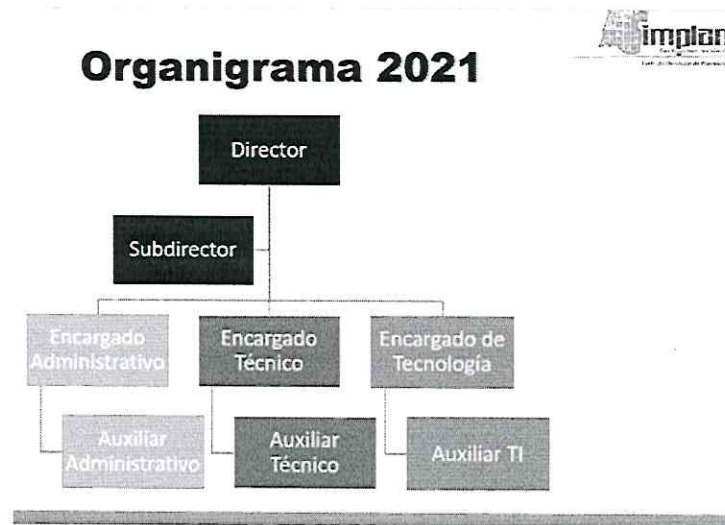 implan
Organigrama 2021
Director
Subdirector
Encargado
Administrativo
Encargado
Técnico
Encargado de
Tecnología
Auxiliar
Administrativo
Auxiliar
Técnico
Auxiliar TI